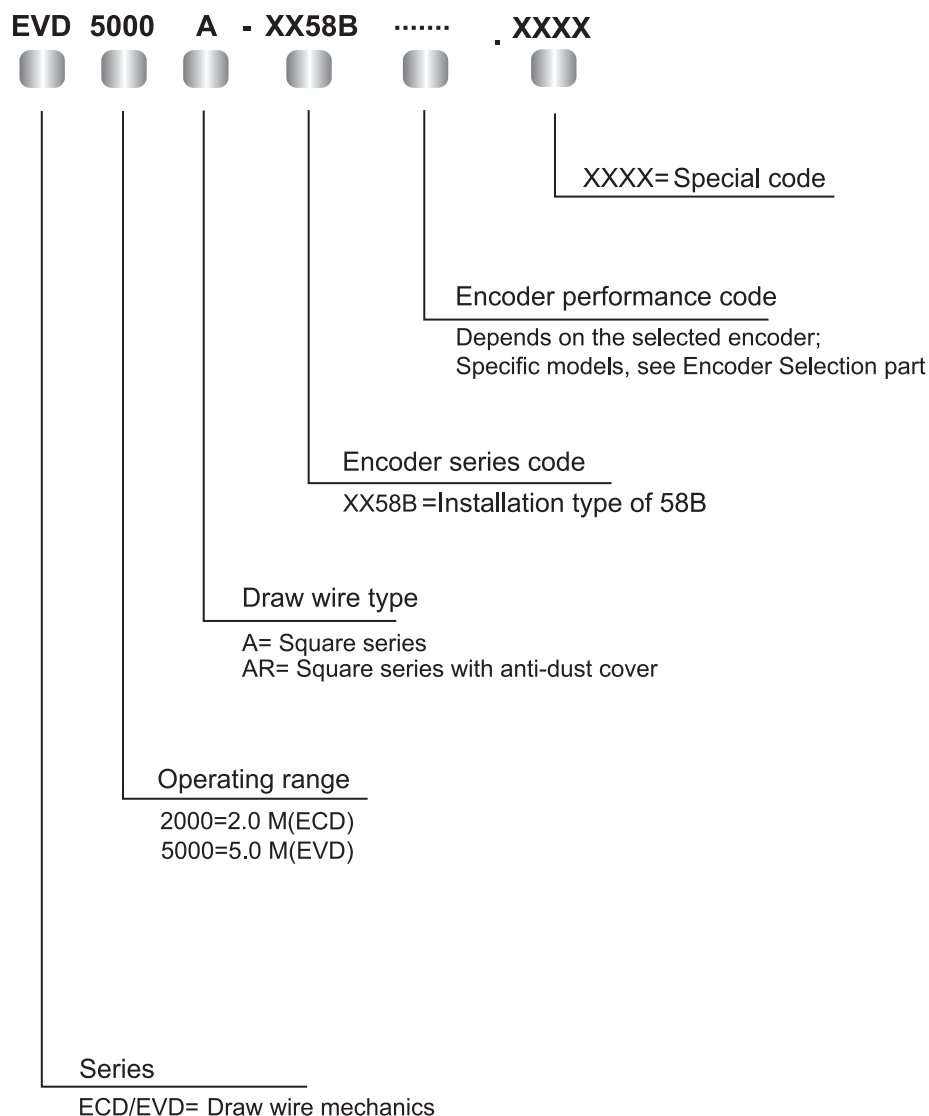 EVD 5000 A - XX58B ....... . XXXX
XXXX= Special code
Encoder performance code
Depends on the selected encoder;
Specific models, see Encoder Selection part
Encoder series code
XX58B =Installation type of 58B
Draw wire type
A= Square series
AR= Square series with anti-dust cover
Operating range
2000=2.0 M(ECD)
5000=5.0 M(EVD)
Series
ECD/EVD= Draw wire mechanics